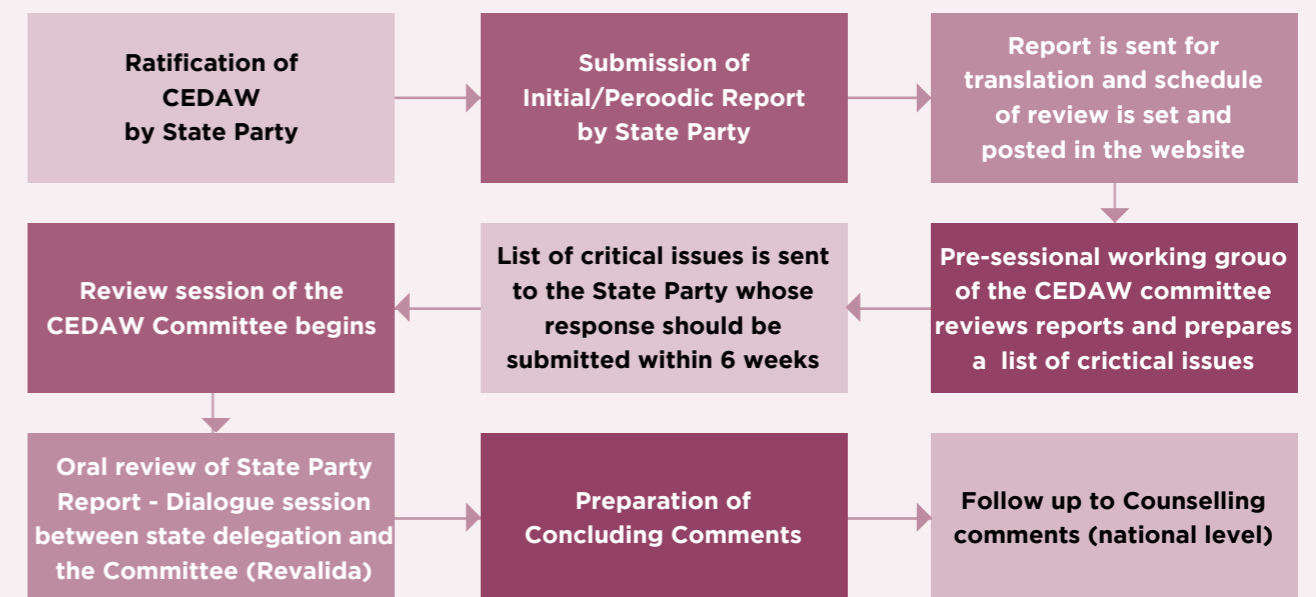 Ratification of
CEDAW
by State Party
Submission of
Initial/Peroodic Report
by State Party
Report is sent for
translation and schedule
of review is set and
posted in the website
Pre-sessional working grouo
of the CEDAW committee
reviews reports and prepares
a list of crictical issues
List of critical issues is sent
to the State Party whose
response should be
submitted within 6 weeks
Review session of the
CEDAW Committee begins
Oral review of State Party
Report - Dialogue session
between state delegation and
the Committee (Revalida)
Preparation of
Concluding Comments
Follow up to Counselling
comments (national level)